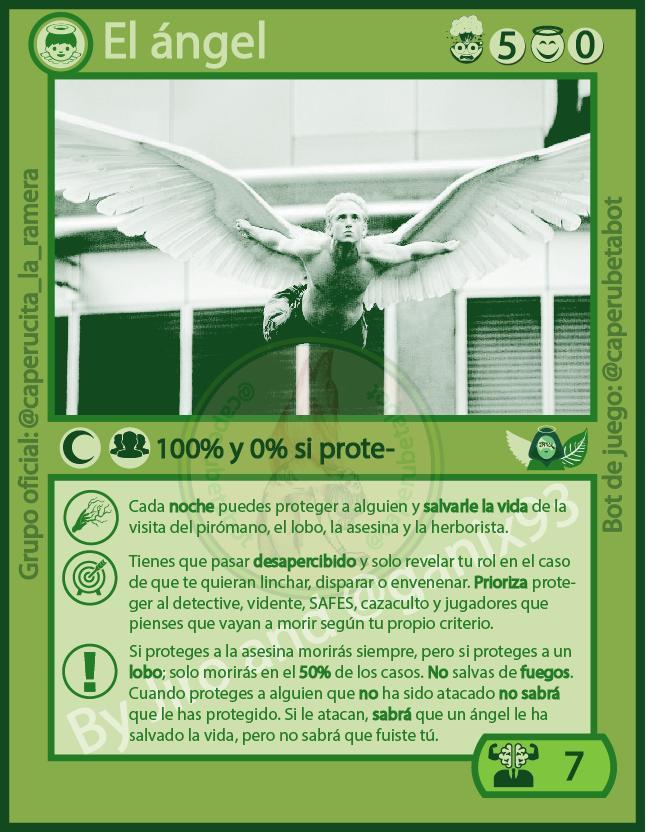 El ángel
5
0
Grupo oficial: @caperucita_la_ramera
Bot de juego: @caperubetabot
100% y 0% si prote-
Cada noche puedes proteger a alguien y salvarle la vida de la
visita del pirómano, el lobo, la asesina y la herborista.
Tienes que pasar desapercibido y solo revelar tu rol en el caso
de que te quieran linchar, disparar o envenenar. Prioriza prote-
ger al detective, vidente, SAFES, cazaculto y jugadores que
pienses que vayan a morir según tu propio criterio.
Si proteges a la asesina morirás siempre, pero si proteges a un
lobo; solo morirás en el 50% de los casos. No salvas de fuegos.
Cuando proteges a alguien que no ha sido atacado no sabrá
que le has protegido. Si le atacan, sabrá que un ángel le ha
salvado la vida, pero no sabrá que fuiste tú.
7